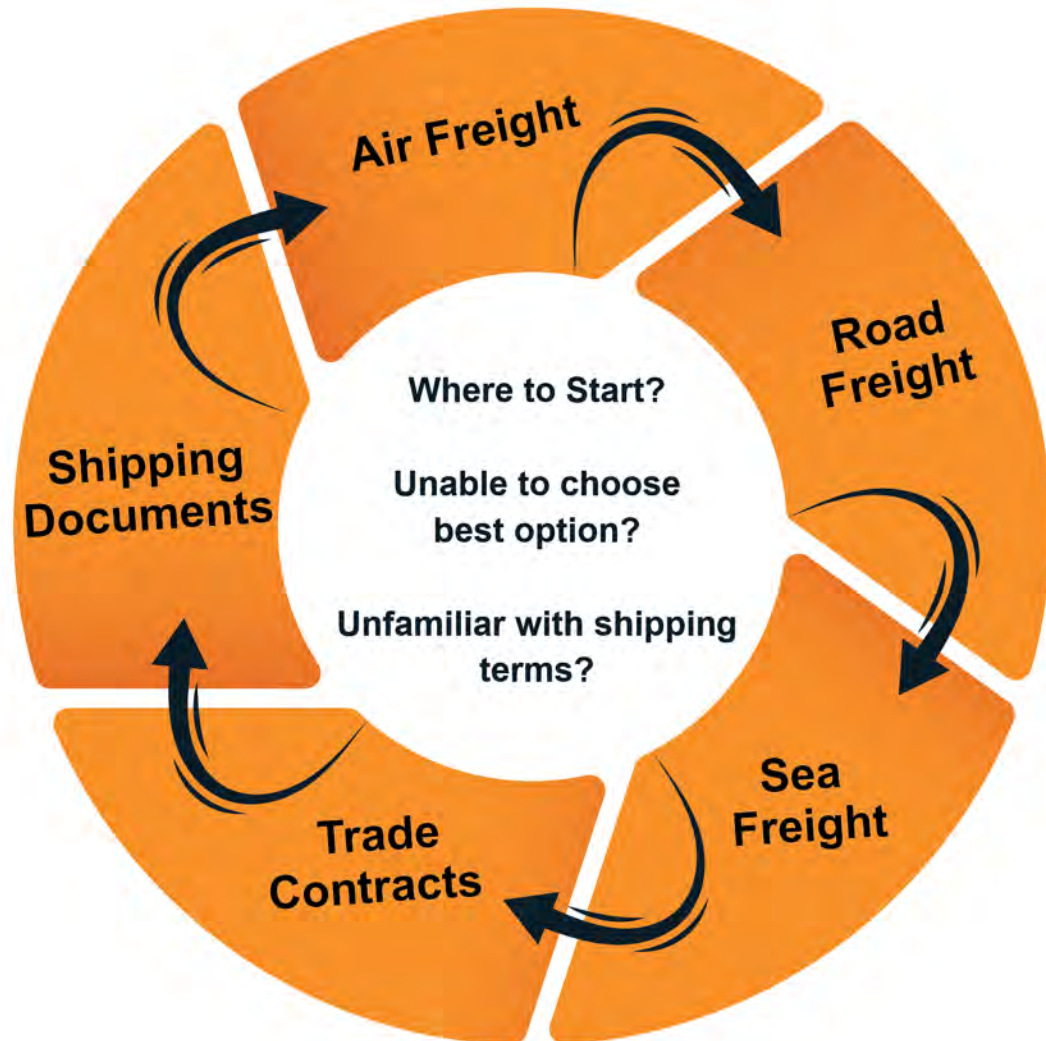 Air Freight
Road
Freight
Sea
Freight
Trade
Contracts
Shipping
Documents
Where to Start?
Unable to choose
best option?
Unfamiliar with shipping
terms?